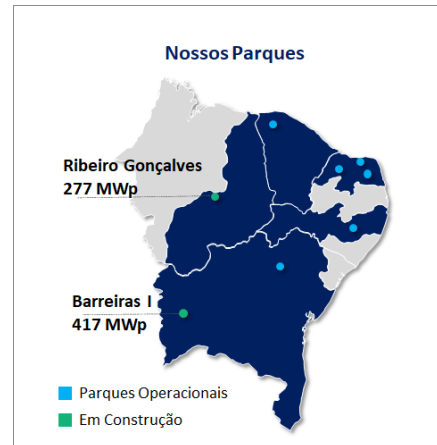 Nossos Parques
Ribeiro Gonçalves
277 MWp
Barreiras I
417 MWp
Parques Operacionais
Em Construção